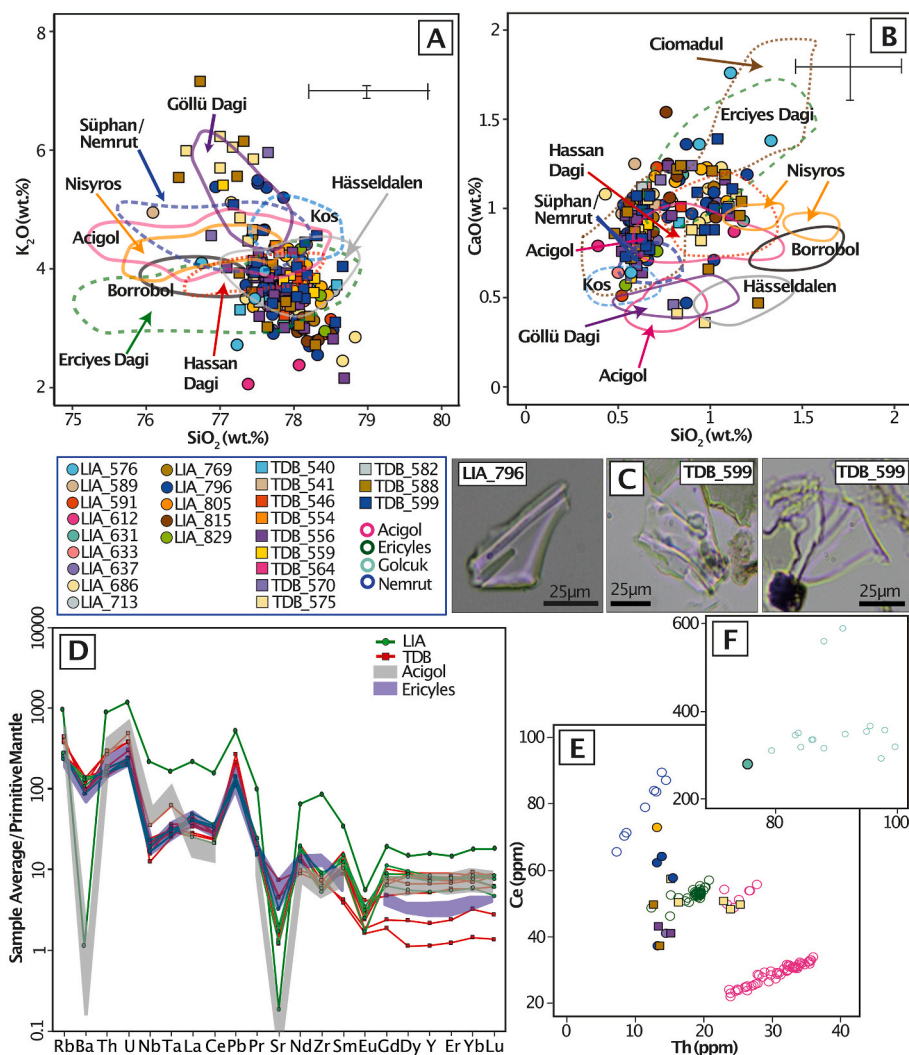 A
8
6
4
2
K₂O(wt.%)
75
76
77
78
79
80
SiO₂(wt.%)
Göllü Dagi
Süphan/
Nemrut
Nisyros
Acigol
Borrobol
Erciyes Dagi
Hassan
Dagi
Kos
Hässeldalen
B
2
1.5
1
0.5
0
CaO(wt.%)
0
0.5
1
1.5
2
SiO₂(wt.%)
Ciomadul
Erciyes Dagi
Hassan
Dagi
Süphan/
Nemrut
Acigol
Kos
Nisyros
Borrobol
Hässeldalen
Göllü Dagi
Acigol
LIA_576
LIA_589
LIA_591
LIA_612
LIA_631
LIA_633
LIA_637
LIA_686
LIA_713
LIA_769
LIA_796
LIA_805
LIA_815
LIA_829
TDB_540
TDB_541
TDB_546
TDB_554
TDB_556
TDB_559
TDB_564
TDB_570
TDB_575
TDB_582
TDB_588
TDB_599
Acigol
Ericyles
Golcuk
Nemrut
LIA_796
25µm
C
TDB_599
25µm
TDB_599
25µm
D
10000
1000
100
10
1
0.1
Sample Average/PrimitiveMantle
LIA
TDB
Acigol
Ericyles
Rb Ba Th U Nb Ta La Ce Pb Pr Sr Nd Zr Sm Eu Gd Dy Y Er Yb Lu
E
100
80
60
40
20
Ce (ppm)
0
10
20
30
40
Th (ppm)
F
600
400
200
80
100